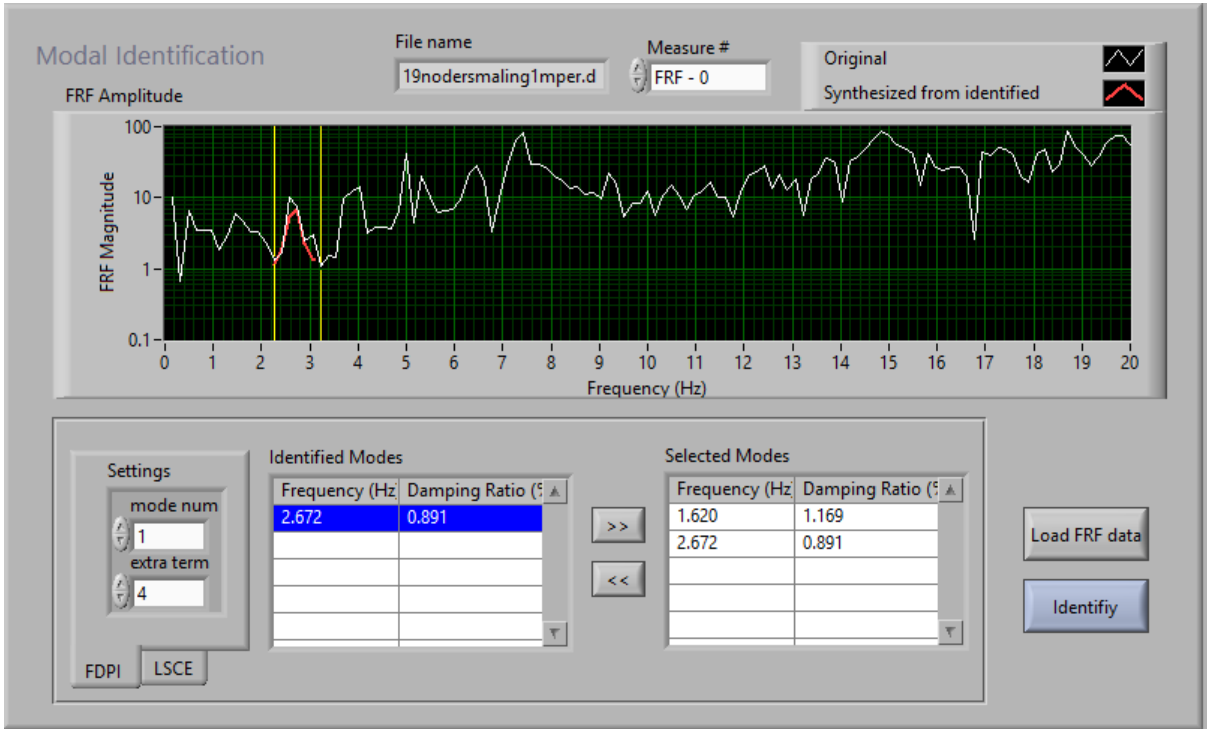 Modal Identification
File name
19nodersmaling1mper.d
Measure #
FRF - 0
Original
Synthesized from identified
FRF Amplitude
FRF Magnitude
100
10
1
0.1
0 1 2 3 4 5 6 7 8 9 10 11 12 13 14 15 16 17 18 19 20
Frequency (Hz)
Settings
mode num
1
extra term
4
FDPI LSCE
Identified Modes
Frequency (Hz Damping Ratio (%
2.672 0.891
>>
<<
Selected Modes
Frequency (Hz Damping Ratio (%
1.620 1.169
2.672 0.891
Load FRF data
Identifiy